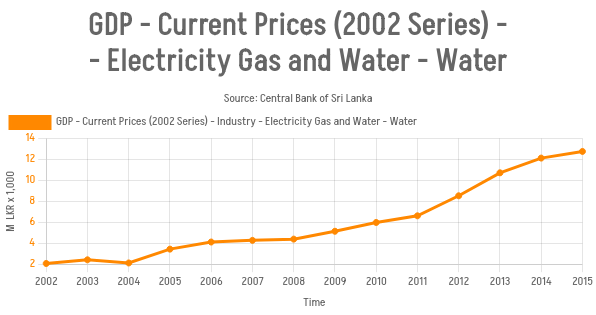 GDP - Current Prices (2002 Series) -
- Electricity Gas and Water - Water
Source: Central Bank of Sri Lanka
GDP - Current Prices (2002 Series) - Industry - Electricity Gas and Water - Water
M LKR x 1,000
14
12
10
8
6
4
2
2002 2003 2004 2005 2006 2007 2008 2009 2010 2011 2012 2013 2014 2015
Time